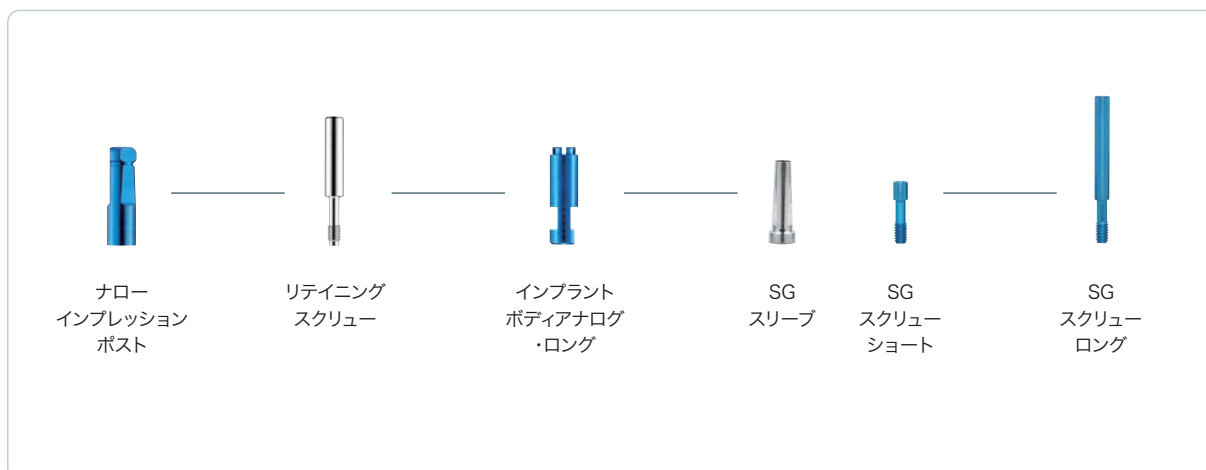 ナロー
インプレッション
ポスト
リテイニング
スクリュー
インプラント
ボディアナログ
・ロング
SG
スリーブ
SG
スクリュー
ショート
SG
スクリュー
ロング